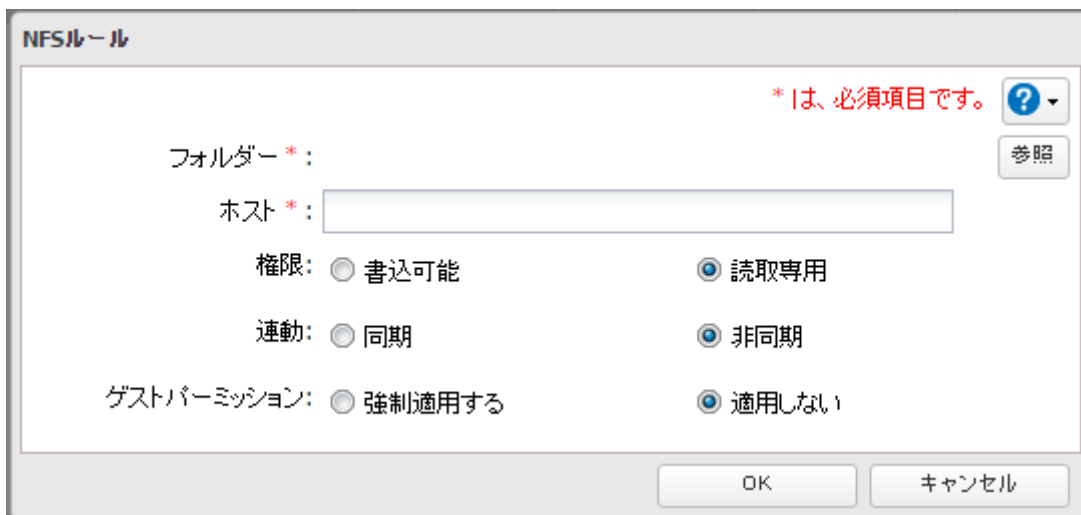 NFSルール
* は、必須項目です。
フォルダー * : 参照
ホスト * :
権限: 書込可能 読取専用
連動: 同期 非同期
ゲストパーミッション: 強制適用する 適用しない
OK キャンセル